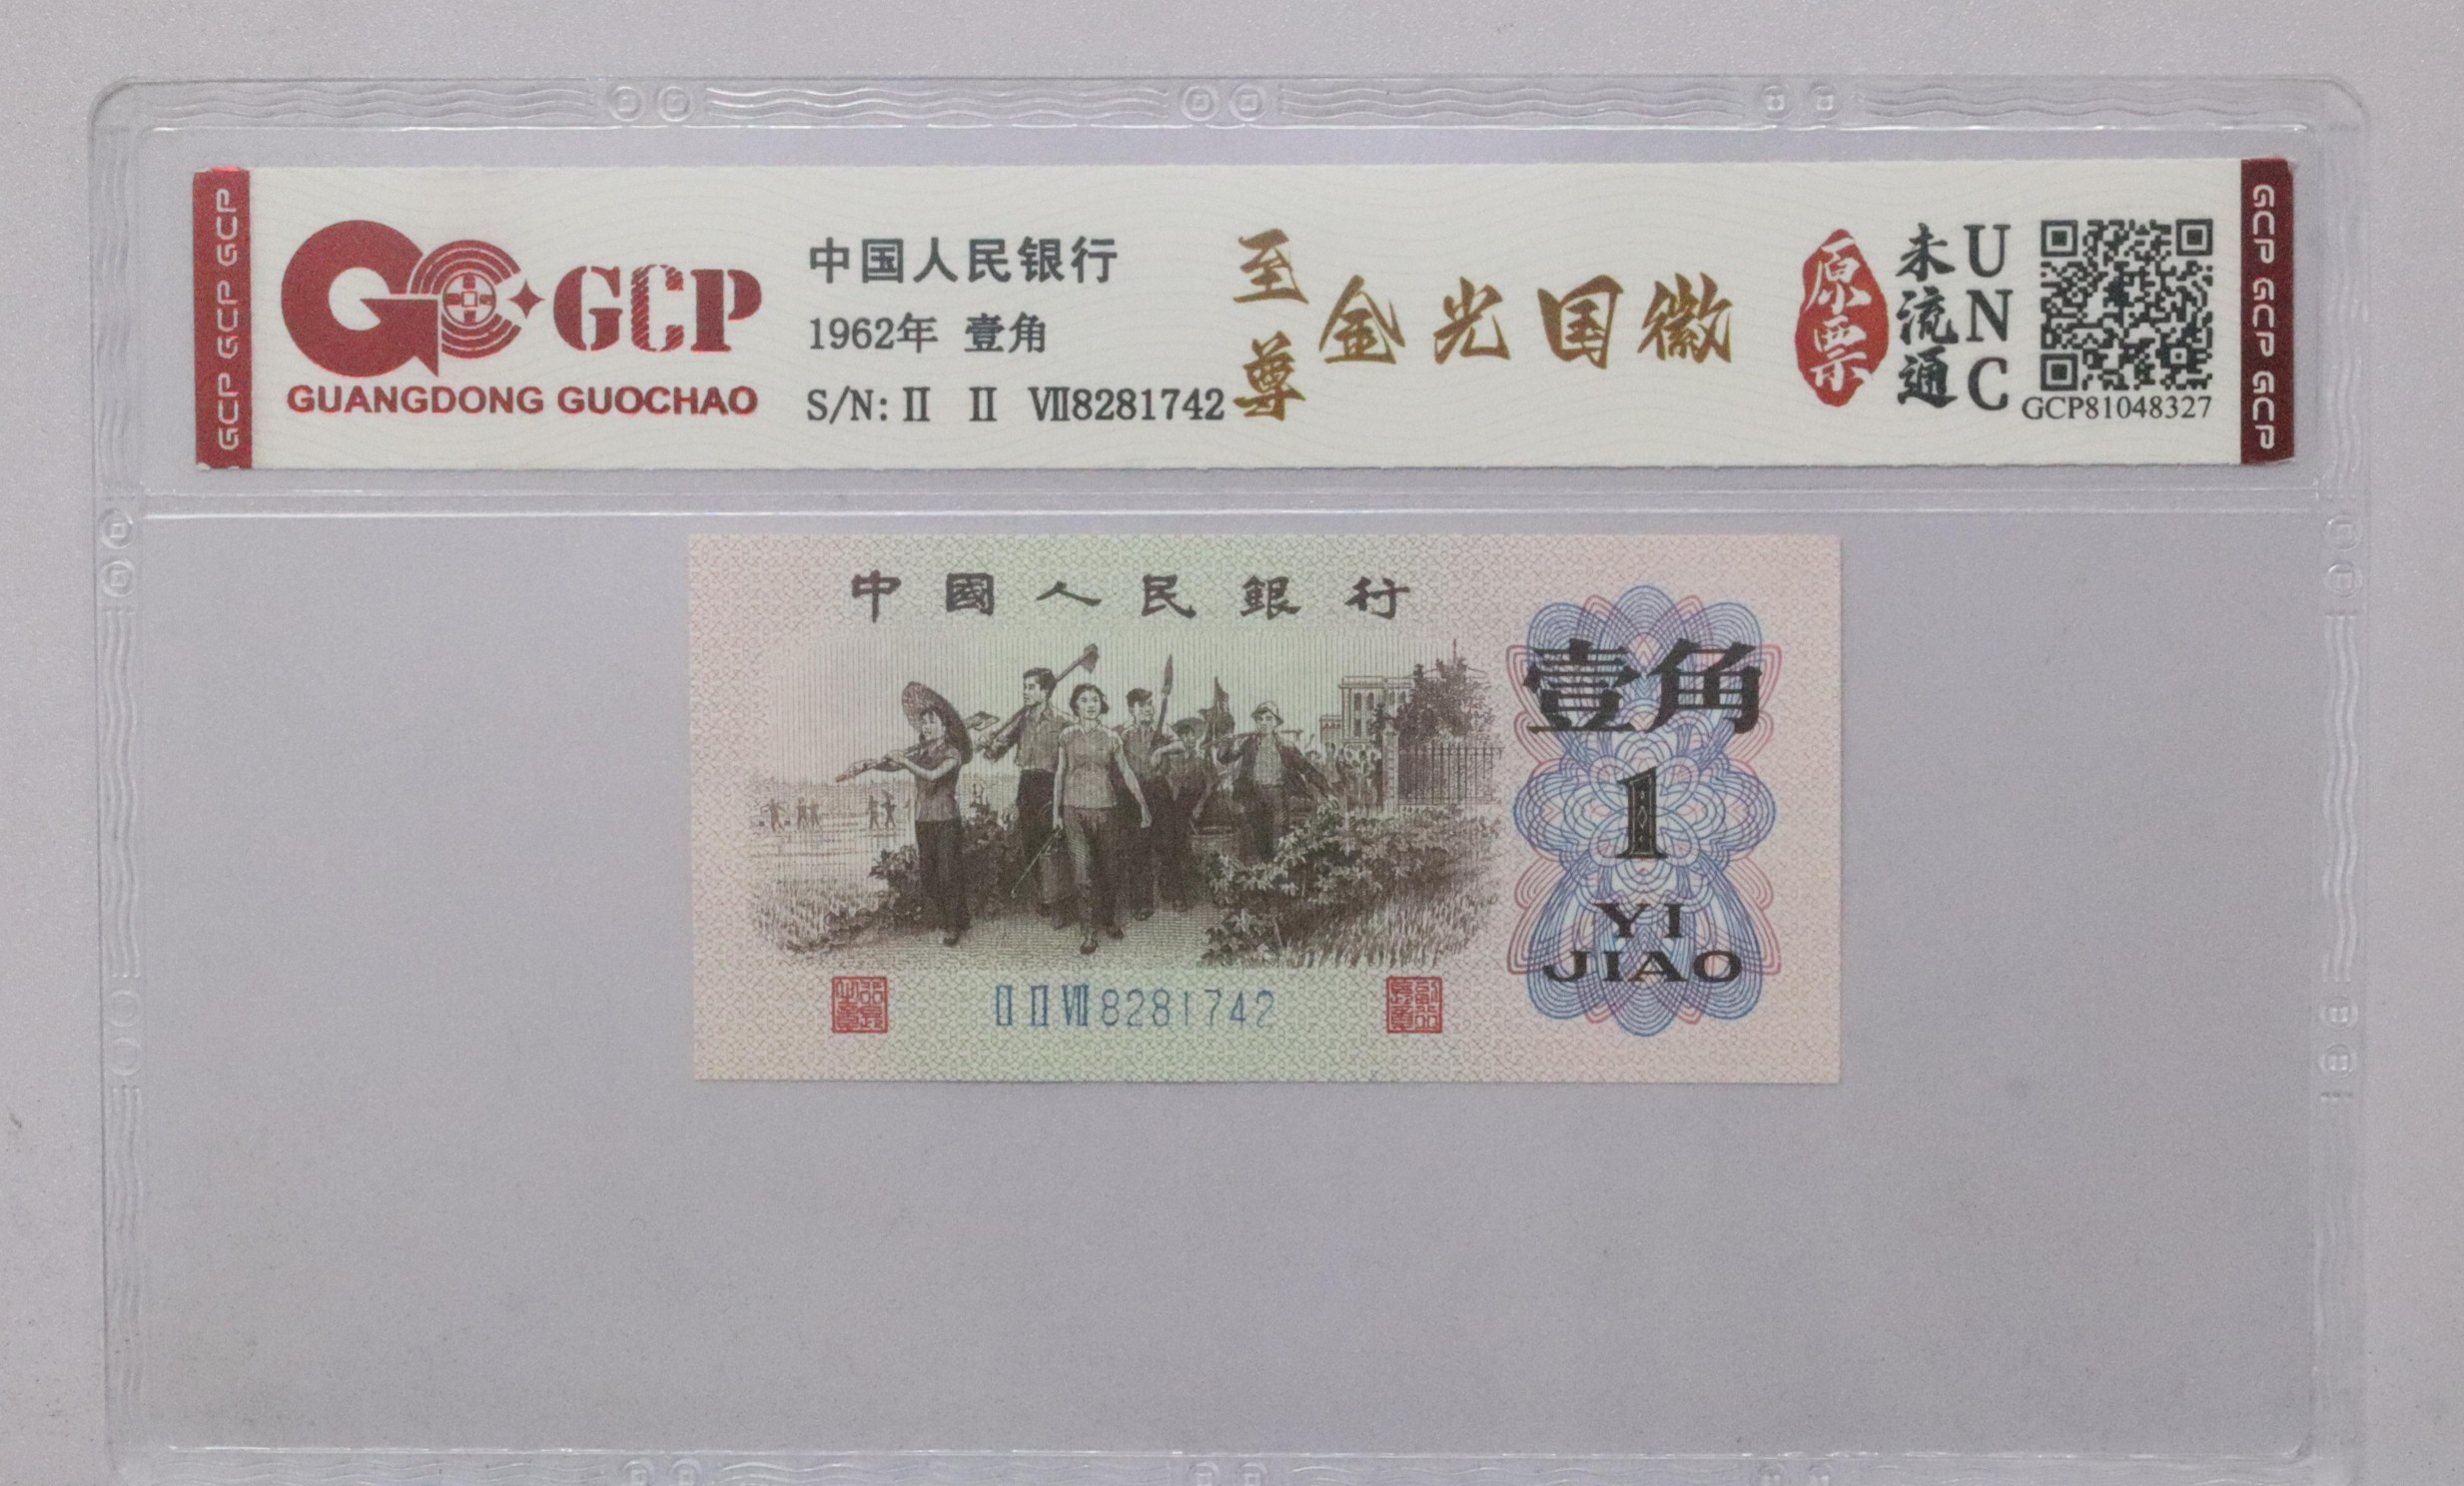 GCP GCP GCP
GCP
GUANGDONG GUOCHAO
中国人民银行
1962年 壹角
S/N: Ⅱ Ⅱ Ⅶ8281742
至尊
金光国徽
原票
未流通
UNC
GCP81048327
GCP GCP GCP
中國人民銀行
壹角
1
YI
JIAO
Ⅱ Ⅱ Ⅶ 8281742